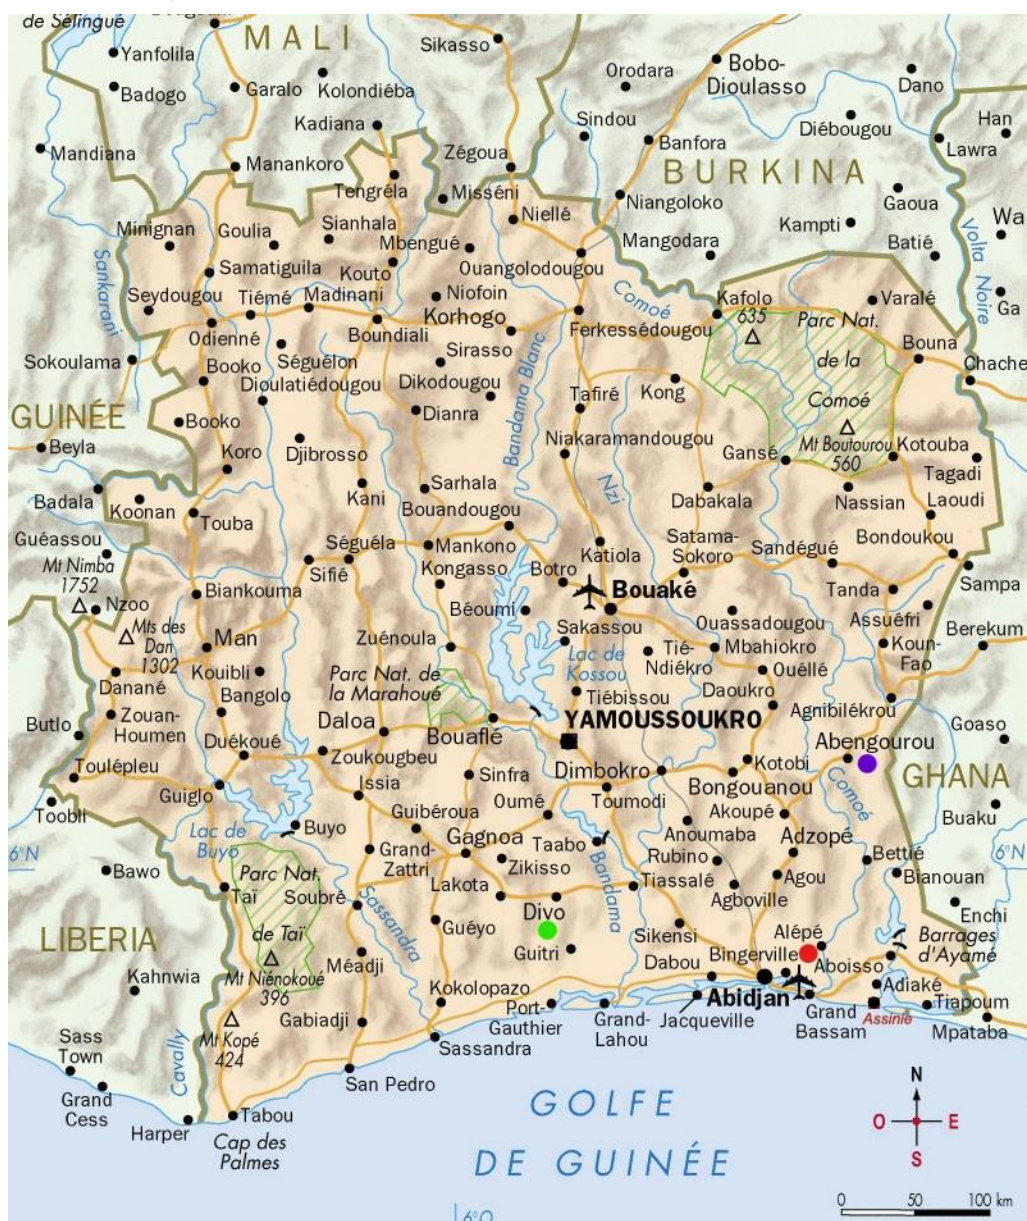 de Sélingué
Yanfolila
MALI
Sikasso
Badogo
Garalo
Kolondiéba
Orodara
Bobo-
Dioulasso
Dano
Kadiana
Sindou
Diébougou
Han
Mandiana
Manankoro
Zégoua
Banfora
Lawra
Tengréla
Misséni
BURKINA
Niangoloko
Gaoua
Minignan
Goulia
Sianhala
Mbengué
Niellé
Mangodara
Kampti
Batié
Wa
Volta Noire
Sankarani
Samatiguila
Kouto
Ouangolodougou
Comoé
Seydougou
Tiémé
Madinani
Niofoin
Korhogo
Kafolo
635
Varalé
Ga
Odienné
Boundiali
Ferkessédougou
Parc Nat.
de la
Comoé
Bouna
Sokoulama
Booko
Séguélon
Sirasso
Bandama Blanc
Chache
Dioulatiédougou
Dikodougou
Tafiré
Kong
GUINÉE
Booko
Dianra
Mt Boutourou
560
Kotouba
Beyla
Koro
Djibrosso
Niakaramandougou
Gansé
Tagadi
Badala
Koonan
Kani
Sarhala
Nzi
Dabakala
Nassian
Laoudi
Touba
Bouandougou
Guéassou
Séguéla
Mankono
Katiola
Satama-
Sokoro
Sandégué
Bondoukou
Mt Nimba
1752
Sifié
Kongasso
Botro
Sampa
Nzoo
Biankouma
Béoumi
Bouaké
Tanda
Mts des
Dan
1302
Man
Zuénoula
Sakassou
Ouassadougou
Assuéfri
Lac de
Kossou
Tié-
Ndiékro
Mbahiokro
Koun-
Fao
Berekum
Danané
Kouibli
Bangolo
Parc Nat. de
la Marahoué
Tiébissou
Ouéllé
Daoukro
Butlo
Zouan-
Houmen
Daloa
Bouaflé
YAMOUSSOUKRO
Agnibilékrou
Goaso
Duékoué
Zoukougbeu
Abengourou
Toulépleu
Issia
Sinfra
Dimbokro
Kotobi
Bongouanou
GHANA
Toobli
Guiglo
Guibéroua
Oumé
Toumodi
Akoupé
Comoé
Buaku
Lac de
Buyo
Buyo
Gagnoa
Taabo
Anoumaba
Adzopé
6°N
6°N
Bawo
Parc Nat.
de Taï
Grand-
Zattri
Zikisso
Rubino
Bettié
Taï
Soubré
Lakota
Bandama
Tiassalé
Agboville
Agou
Bianouan
Sassandra
Divo
Enchi
LIBERIA
Guéyo
Guitri
Sikensi
Alépé
Barrages
d'Ayamé
Mt Niénokoué
396
Méadji
Dabou
Bingerville
Aboisso
Kahnwia
Kokolopazo
Abidjan
Adiaké
Mt Kopé
424
Gabiadji
Port-
Gauthier
Grand-
Lahou
Jacqueville
Grand
Bassam
Assinie
Tiapoum
Sass
Town
Cavally
Sassandra
Mpataba
Grand
Cess
San Pedro
GOLFE
DE GUINÉE
N
O
E
S
Harper
Tabou
Cap des
Palmes
6°O
0 50 100 km